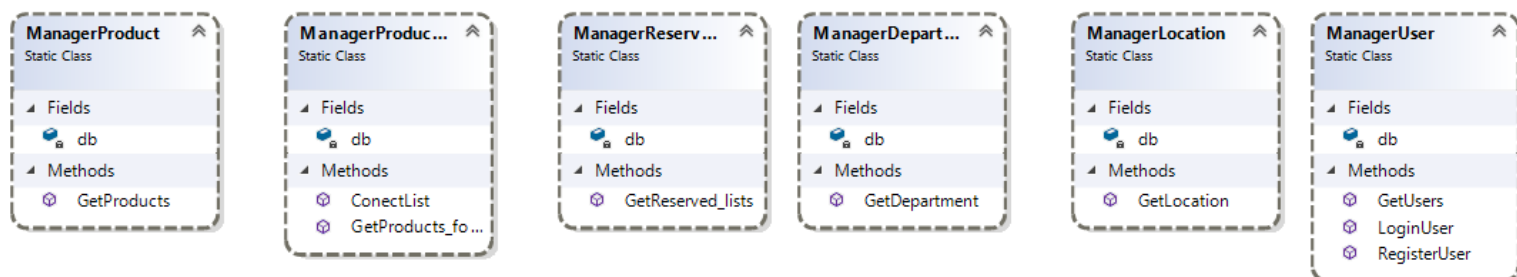 ManagerProduct
Static Class
Fields
db
Methods
GetProducts
ManagerProduc...
Static Class
Fields
db
Methods
ConectList
GetProducts_fo...
ManagerReserv...
Static Class
Fields
db
Methods
GetReserved_lists
ManagerDepart...
Static Class
Fields
db
Methods
GetDepartment
ManagerLocation
Static Class
Fields
db
Methods
GetLocation
ManagerUser
Static Class
Fields
db
Methods
GetUsers
LoginUser
RegisterUser